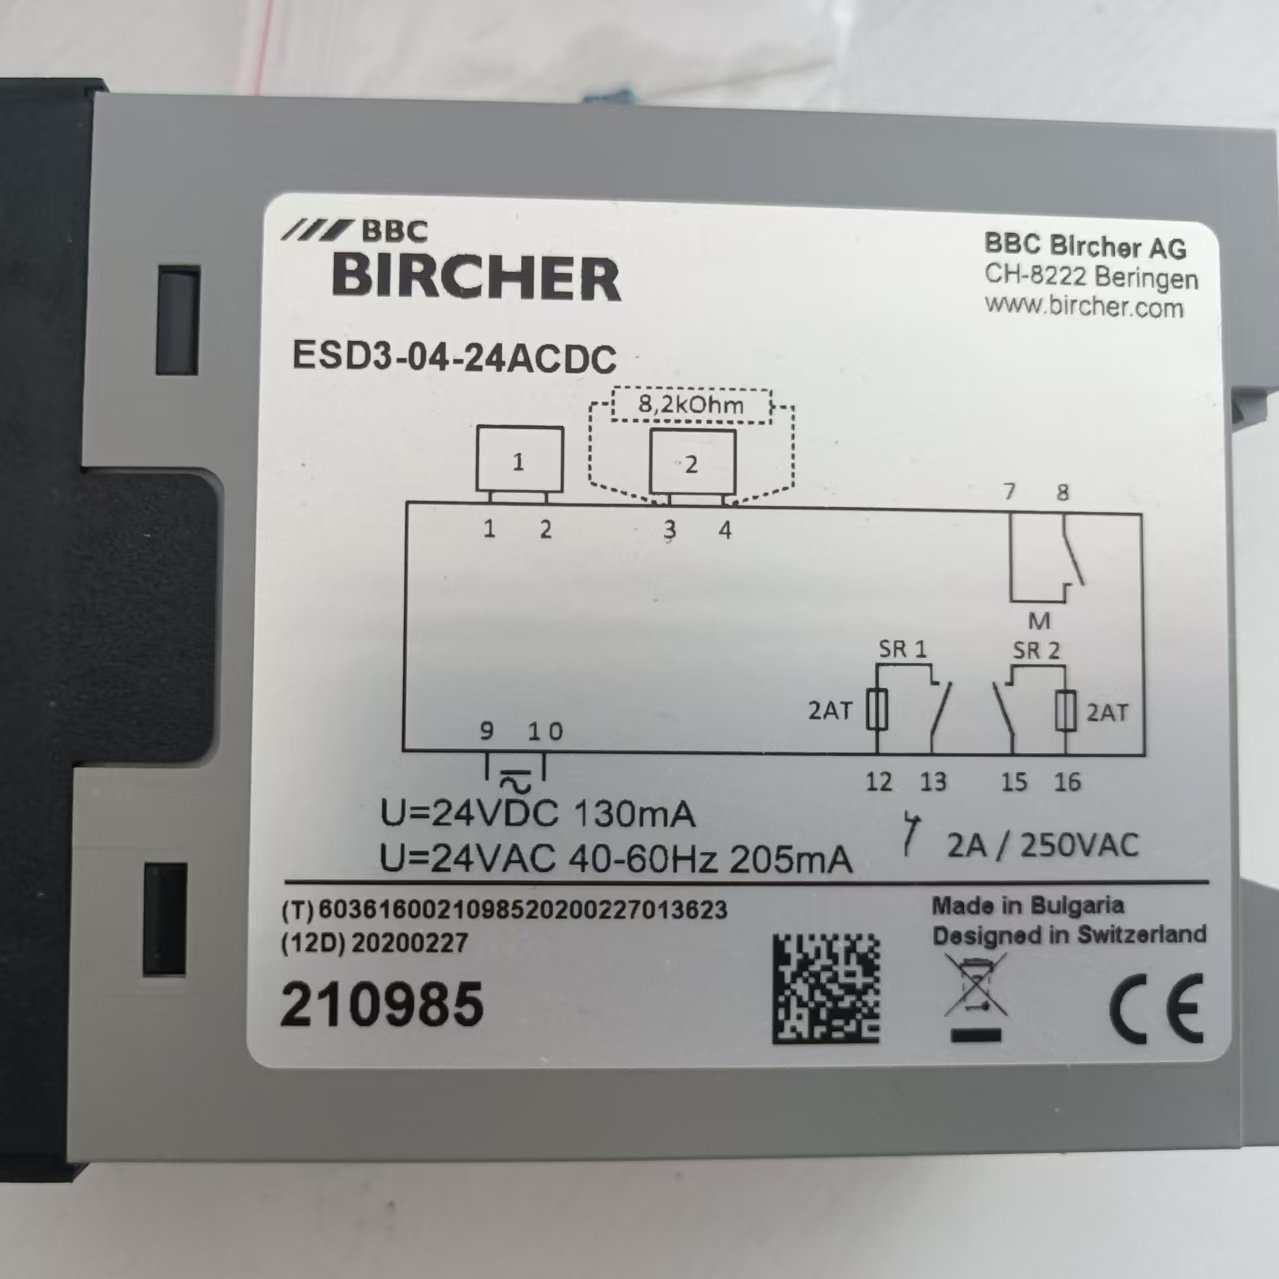 BBC
BIRCHER
BBC Bircher AG
CH-8222 Beringen
www.bircher.com
ESD3-04-24ACDC
8,2kOhm
1
2
7 8
1 2 3 4
M
SR 1 SR 2
2AT 2AT
9 10
12 13 15 16
U=24VDC 130mA
U=24VAC 40-60Hz 205mA
2A / 250VAC
(T) 6036160021098520200227013623
(12D) 20200227
210985
Made in Bulgaria
Designed in Switzerland
CE